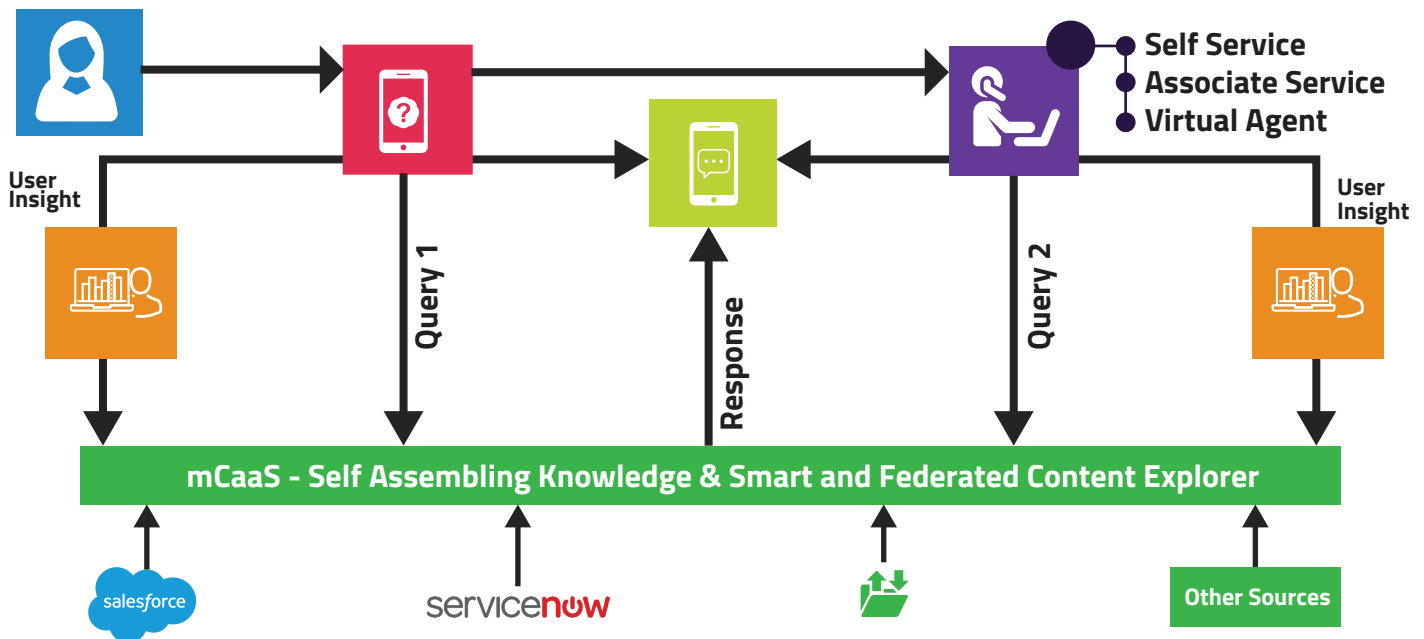 Self Service
Associate Service
Virtual Agent
?
User
Insight
User
Insight
Query 1
Response
Query 2
mCaaS - Self Assembling Knowledge & Smart and Federated Content Explorer
salesforce
servicenow
Other Sources